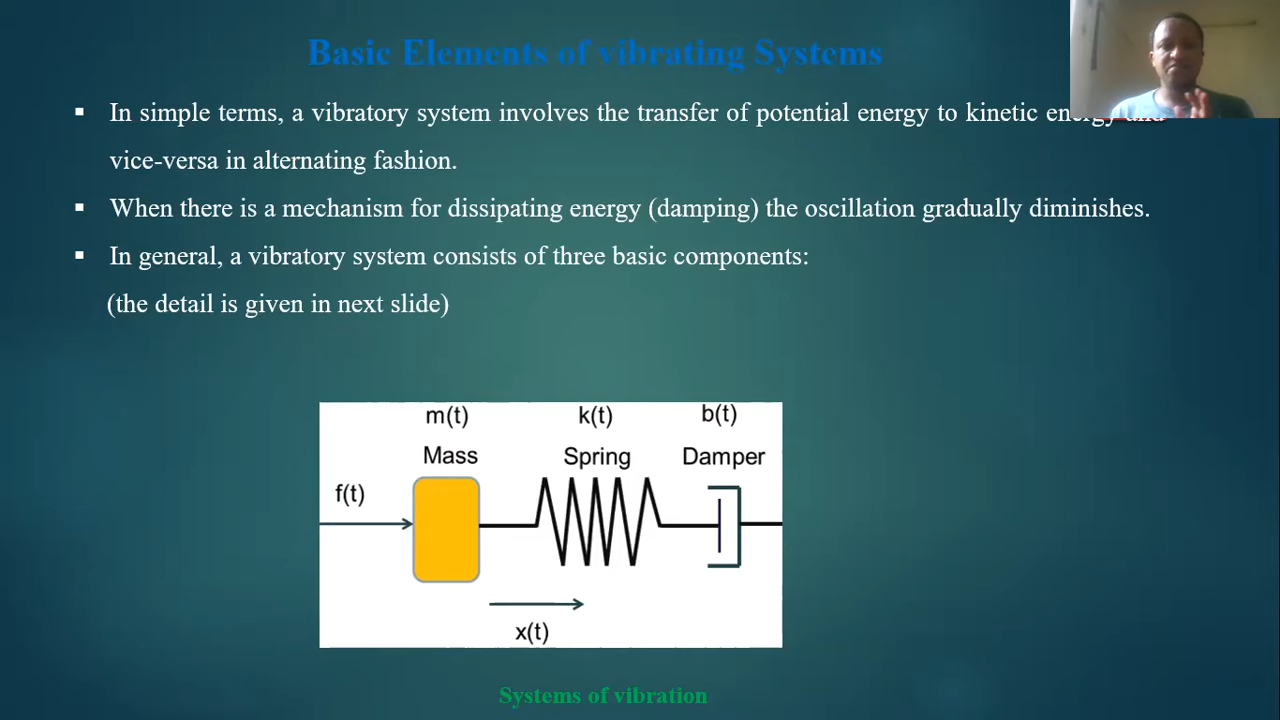 Basic Elements of vibrating Systems
▪ In simple terms, a vibratory system involves the transfer of potential energy to kinetic energy and
vice-versa in alternating fashion.
▪ When there is a mechanism for dissipating energy (damping) the oscillation gradually diminishes.
▪ In general, a vibratory system consists of three basic components:
(the detail is given in next slide)
m(t) k(t) b(t)
Mass Spring Damper
f(t)
x(t)
Systems of vibration